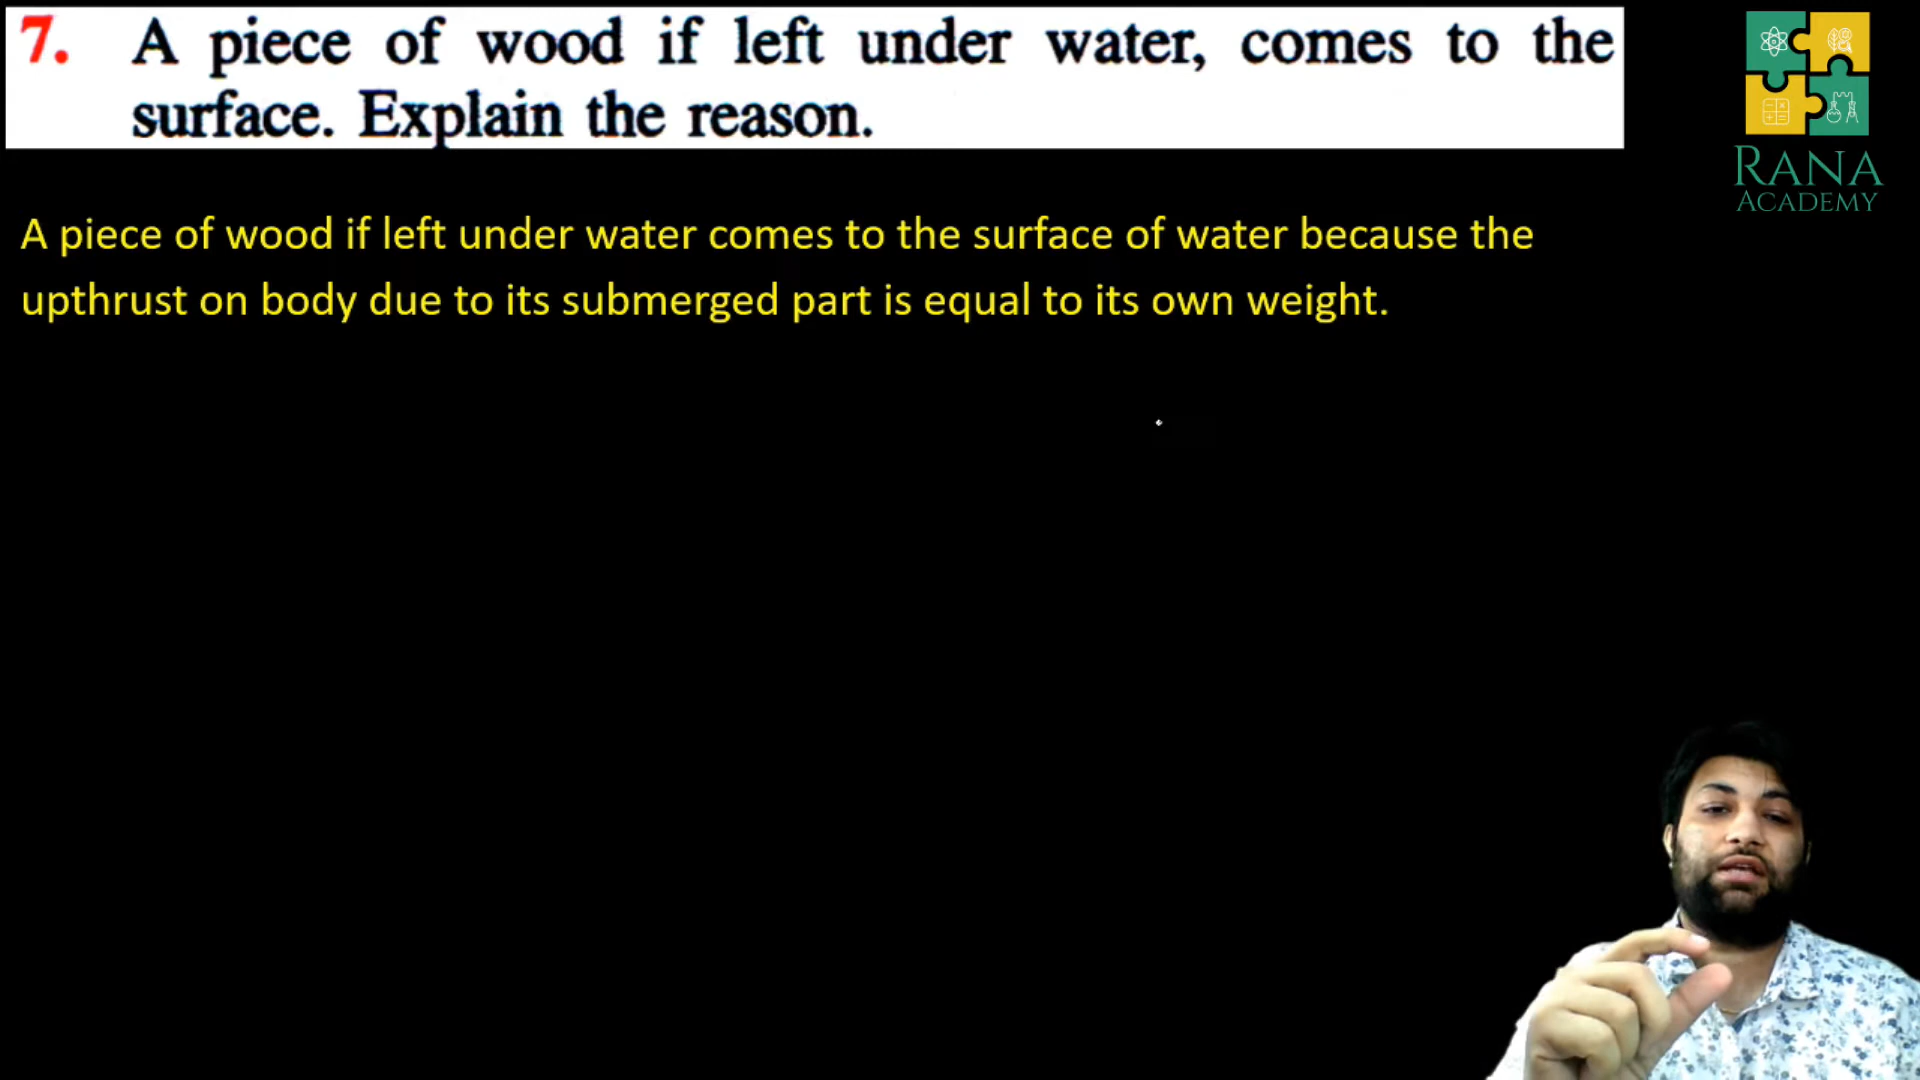 7. A piece of wood if left under water, comes to the
surface. Explain the reason.
RANA
ACADEMY
A piece of wood if left under water comes to the surface of water because the
upthrust on body due to its submerged part is equal to its own weight.